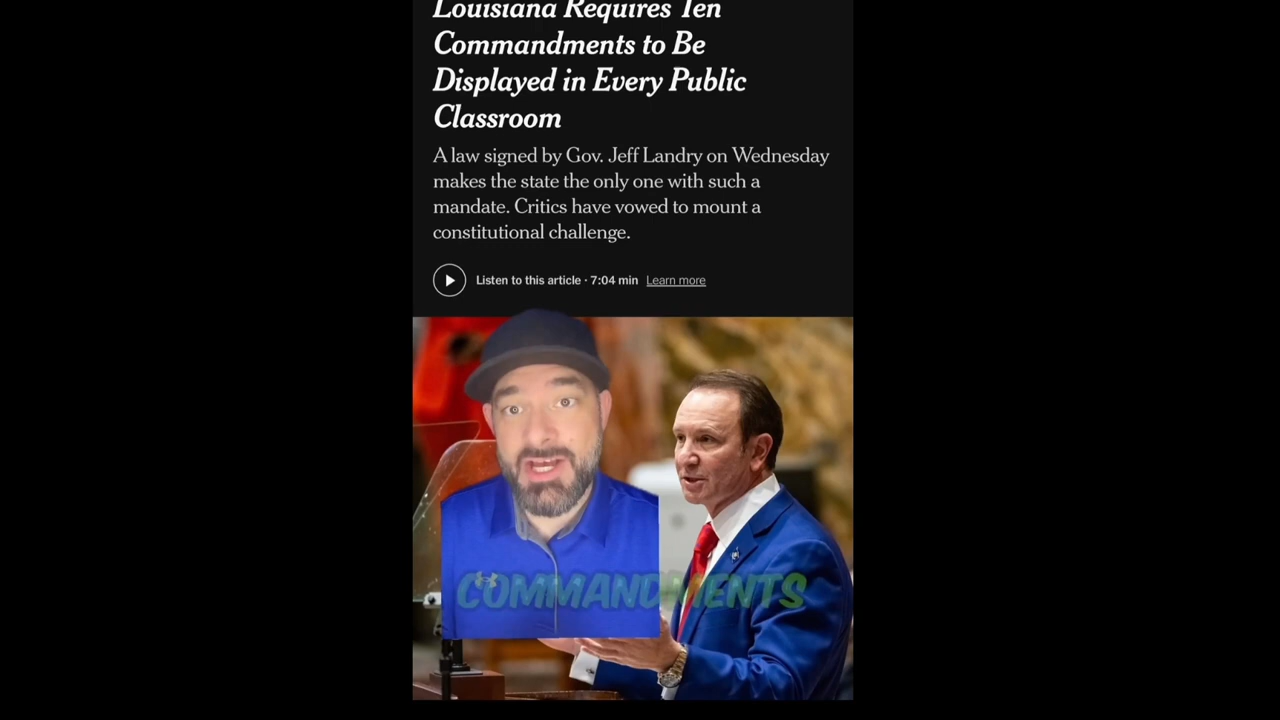 Louisiana Requires Ten
Commandments to Be
Displayed in Every Public
Classroom
A law signed by Gov. Jeff Landry on Wednesday
makes the state the only one with such a
mandate. Critics have vowed to mount a
constitutional challenge.
Listen to this article · 7:04 min Learn more
COMMANDMENTS